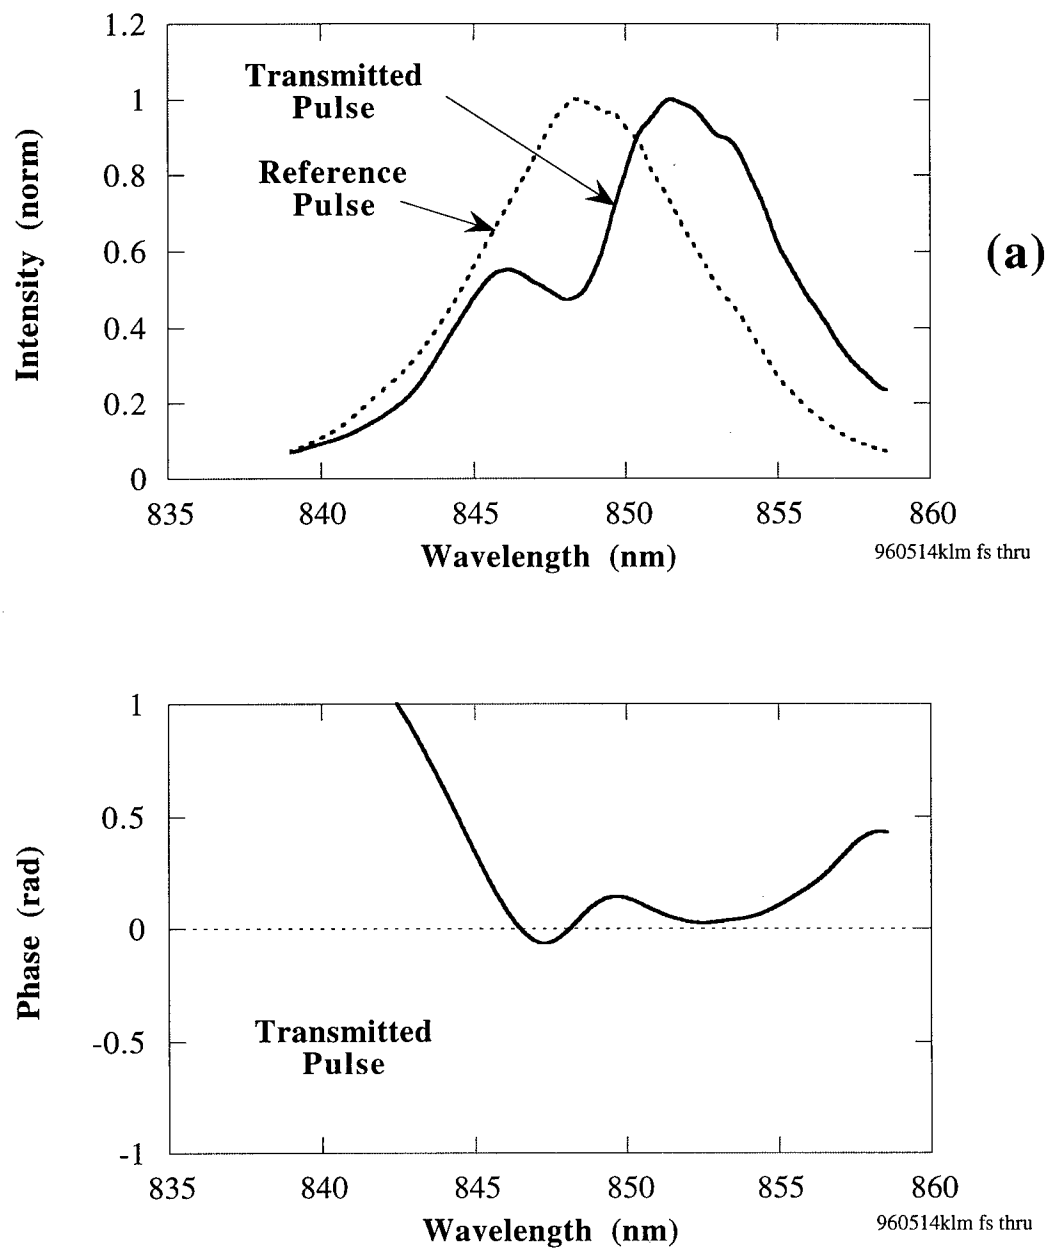 1.2
1
0.8
0.6
0.4
0.2
0
Intensity (norm)
Transmitted
Pulse
Reference
Pulse
(a)
835 840 845 850 855 860
Wavelength (nm)
960514klm fs thru
1
0.5
0
-0.5
-1
Phase (rad)
Transmitted
Pulse
835 840 845 850 855 860
Wavelength (nm)
960514klm fs thru